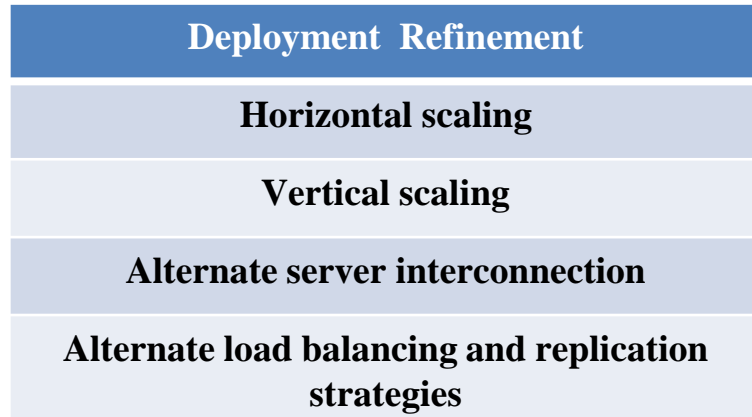 Deployment Refinement
Horizontal scaling
Vertical scaling
Alternate server interconnection
Alternate load balancing and replication
strategies